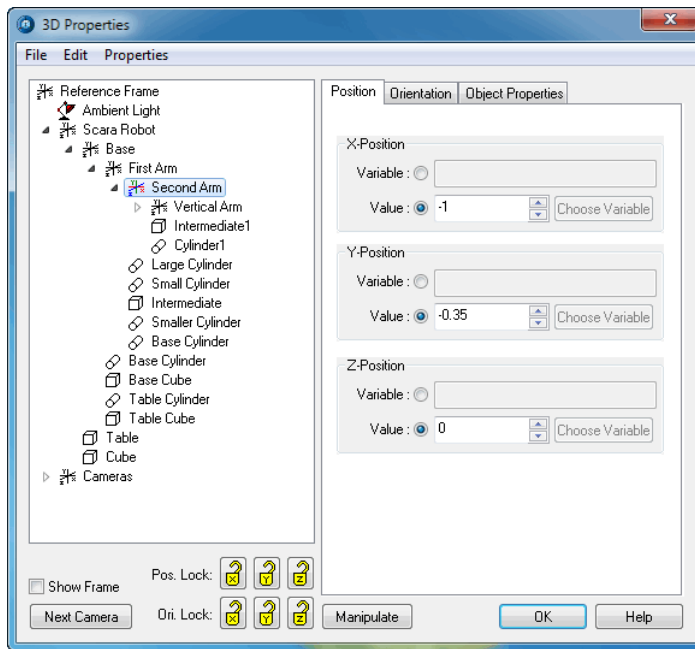 3D Properties
File Edit Properties
Reference Frame
Ambient Light
Scara Robot
Base
First Arm
Second Arm
Vertical Arm
Intermediate1
Cylinder1
Large Cylinder
Small Cylinder
Intermediate
Smaller Cylinder
Base Cylinder
Base Cylinder
Base Cube
Table Cylinder
Table Cube
Table
Cube
Cameras
Show Frame
Pos. Lock: X Y Z
Next Camera
Ori. Lock: X Y Z
Position Orientation Object Properties
X-Position
Variable :
Value : -1 Choose Variable
Y-Position
Variable :
Value : -0.35 Choose Variable
Z-Position
Variable :
Value : 0 Choose Variable
Manipulate OK Help